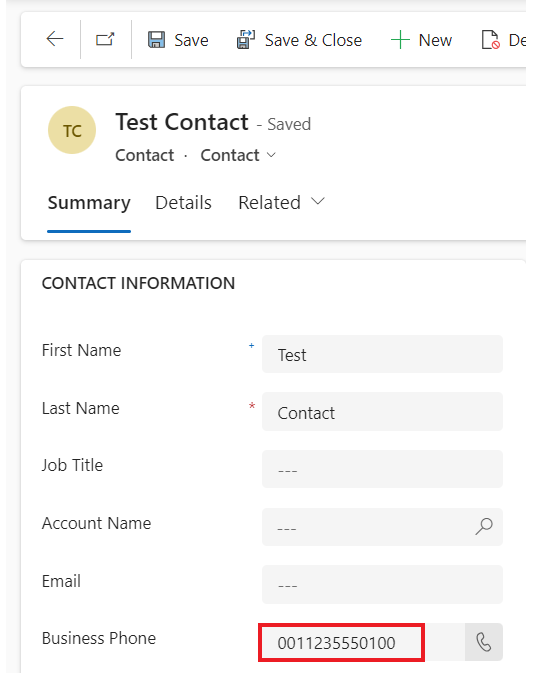 Save Save & Close New De
TC Test Contact - Saved
Contact · Contact
Summary Details Related
CONTACT INFORMATION
First Name + Test
Last Name * Contact
Job Title ---
Account Name ---
Email ---
Business Phone 0011235550100